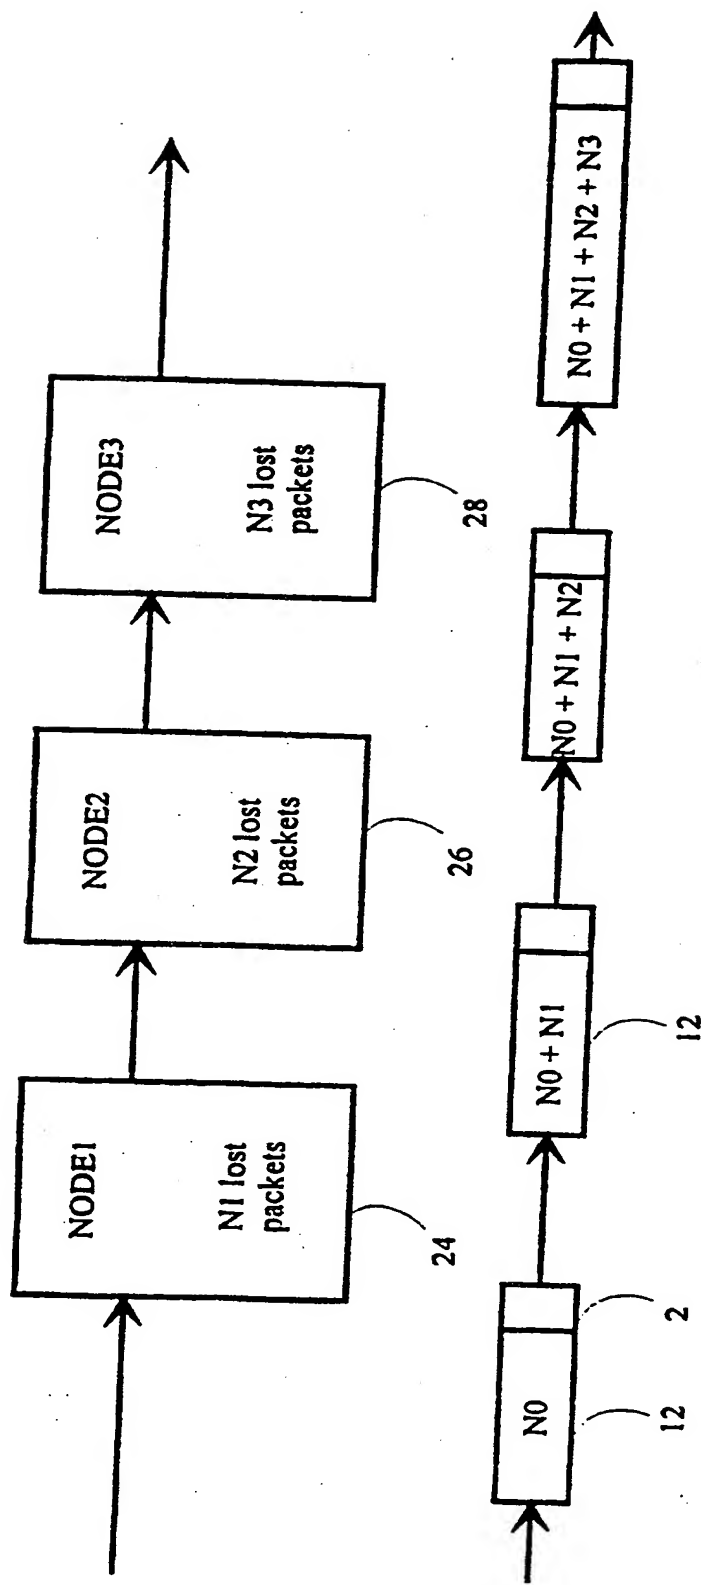 NODE1
N1 lost
packets
24
NODE2
N2 lost
packets
26
NODE3
N3 lost
packets
28
N0
12
2
N0 + N1
12
N0 + N1 + N2
N0 + N1 + N2 + N3